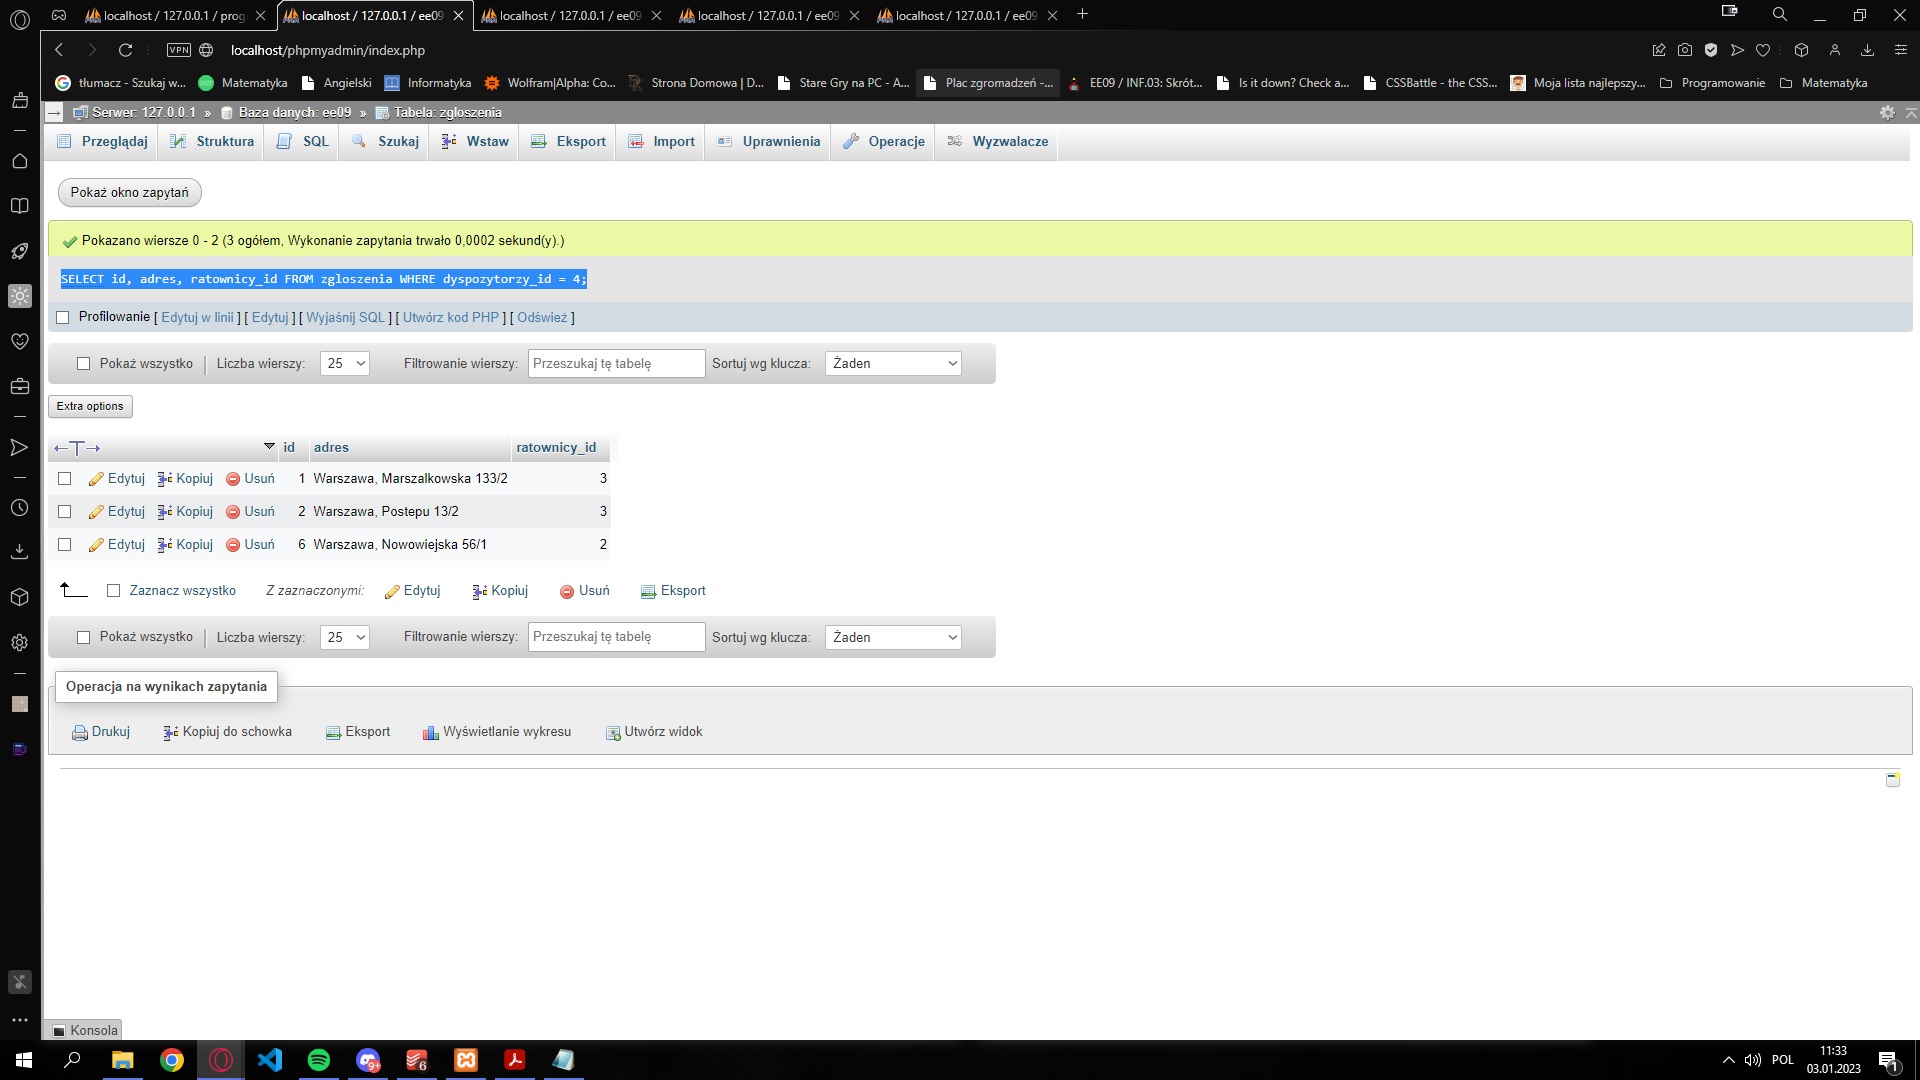 localhost / 127.0.0.1 / prog
localhost / 127.0.0.1 / ee09
localhost / 127.0.0.1 / ee09
localhost / 127.0.0.1 / ee09
localhost / 127.0.0.1 / ee09
VPN
localhost/phpmyadmin/index.php
tłumacz - Szukaj w...
Matematyka
Angielski
Informatyka
Wolfram|Alpha: Co...
Strona Domowa | D...
Stare Gry na PC - A...
Plac zgromadzeń -...
EE09 / INF.03: Skrót...
Is it down? Check a...
CSSBattle - the CSS...
Moja lista najlepszy...
Programowanie
Matematyka
Serwer: 127.0.0.1 » Baza danych: ee09 » Tabela: zgloszenia
Przeglądaj
Struktura
SQL
Szukaj
Wstaw
Eksport
Import
Uprawnienia
Operacje
Wyzwalacze
Pokaż okno zapytań
Pokazano wiersze 0 - 2 (3 ogółem, Wykonanie zapytania trwało 0,0002 sekund(y).)
SELECT id, adres, ratownicy_id FROM zgloszenia WHERE dyspozytorzy_id = 4;
Profilowanie [ Edytuj w linii ] [ Edytuj ] [ Wyjaśnij SQL ] [ Utwórz kod PHP ] [ Odśwież ]
Pokaż wszystko | Liczba wierszy: 25 Filtrowanie wierszy: Przeszukaj tę tabelę Sortuj wg klucza: Żaden
Extra options
←T→ id adres ratownicy_id
Edytuj Kopiuj Usuń 1 Warszawa, Marszalkowska 133/2 3
Edytuj Kopiuj Usuń 2 Warszawa, Postepu 13/2 3
Edytuj Kopiuj Usuń 6 Warszawa, Nowowiejska 56/1 2
Zaznacz wszystko Z zaznaczonymi: Edytuj Kopiuj Usuń Eksport
Pokaż wszystko | Liczba wierszy: 25 Filtrowanie wierszy: Przeszukaj tę tabelę Sortuj wg klucza: Żaden
Operacja na wynikach zapytania
Drukuj Kopiuj do schowka Eksport Wyświetlanie wykresu Utwórz widok
Konsola
9+
6
POL
11:33
03.01.2023
1